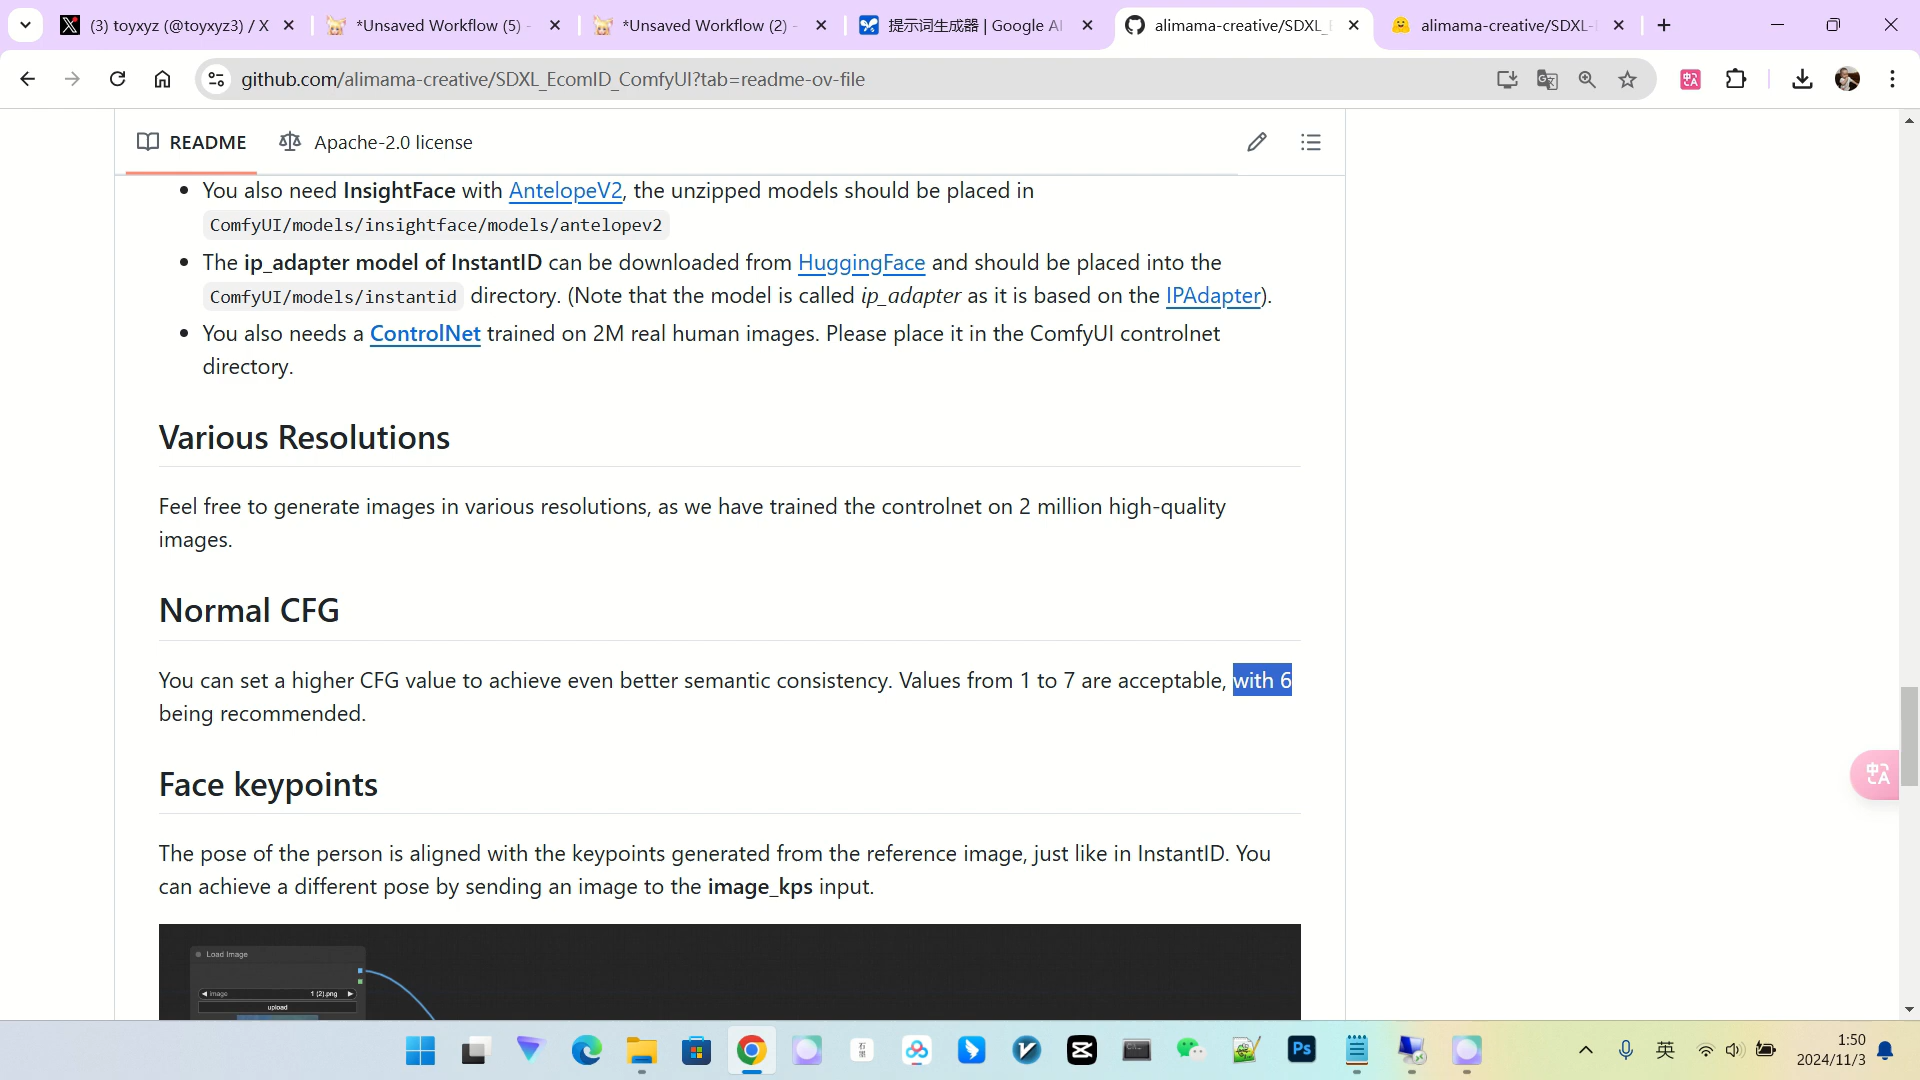 (3) toyxyz (@toyxyz3) / X
*Unsaved Workflow (5) -
*Unsaved Workflow (2) -
提示词生成器 | Google AI
alimama-creative/SDXL_E
alimama-creative/SDXL-E
github.com/alimama-creative/SDXL_EcomID_ComfyUI?tab=readme-ov-file
README
Apache-2.0 license
You also need InsightFace with AntelopeV2, the unzipped models should be placed in
ComfyUI/models/insightface/models/antelopev2
The ip_adapter model of InstantID can be downloaded from HuggingFace and should be placed into the
ComfyUI/models/instantid directory. (Note that the model is called ip_adapter as it is based on the IPAdapter).
You also needs a ControlNet trained on 2M real human images. Please place it in the ComfyUI controlnet
directory.
Various Resolutions
Feel free to generate images in various resolutions, as we have trained the controlnet on 2 million high-quality
images.
Normal CFG
You can set a higher CFG value to achieve even better semantic consistency. Values from 1 to 7 are acceptable, with 6
being recommended.
Face keypoints
The pose of the person is aligned with the keypoints generated from the reference image, just like in InstantID. You
can achieve a different pose by sending an image to the image_kps input.
Load Image
image 1 (2).png
upload
Ps
英
1:50
2024/11/3